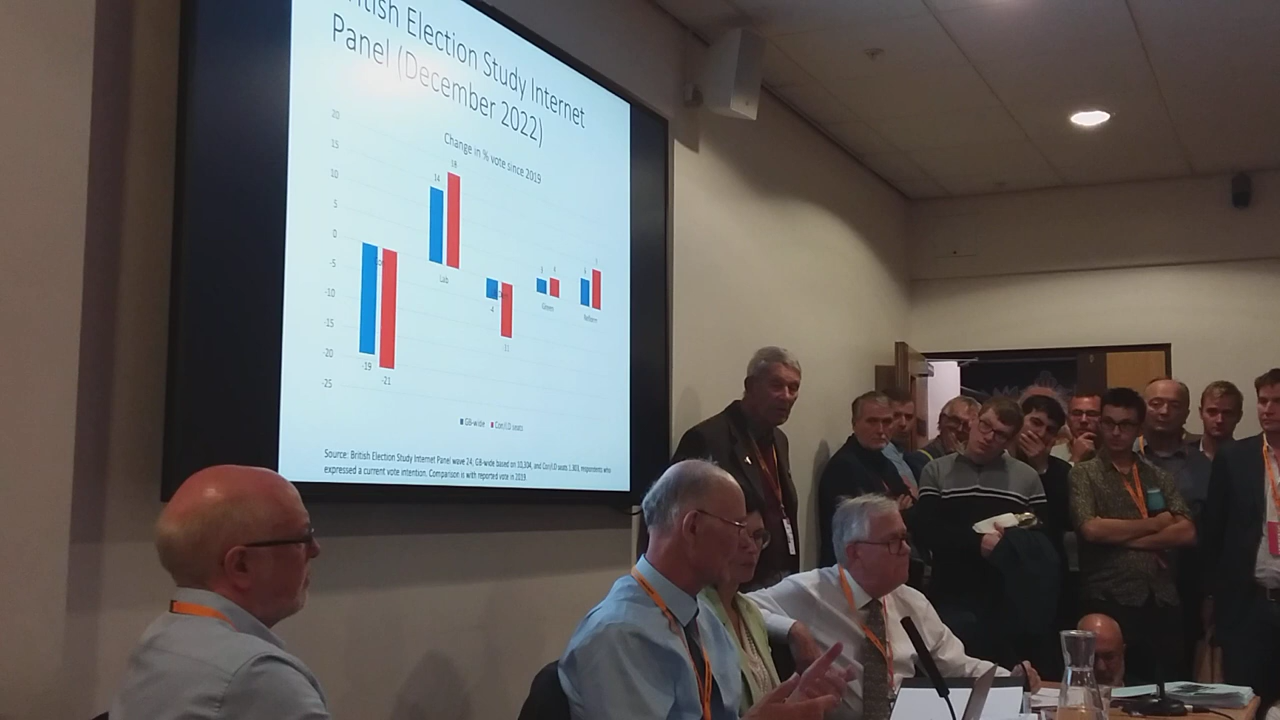 ritish Election Study Internet
Panel (December 2022)
Change in % vote since 2019
20
15
10
5
0
-5
-10
-15
-20
-25
-19
-21
14
18
Lab
-4
-11
Green
Reform
GB-wide Con/LD seats
Source: British Election Study Internet Panel wave 24; GB-wide based on 10,304, and Con/LD seats 1,803, respondents who
expressed a current vote intention. Comparison is with reported vote in 2019.